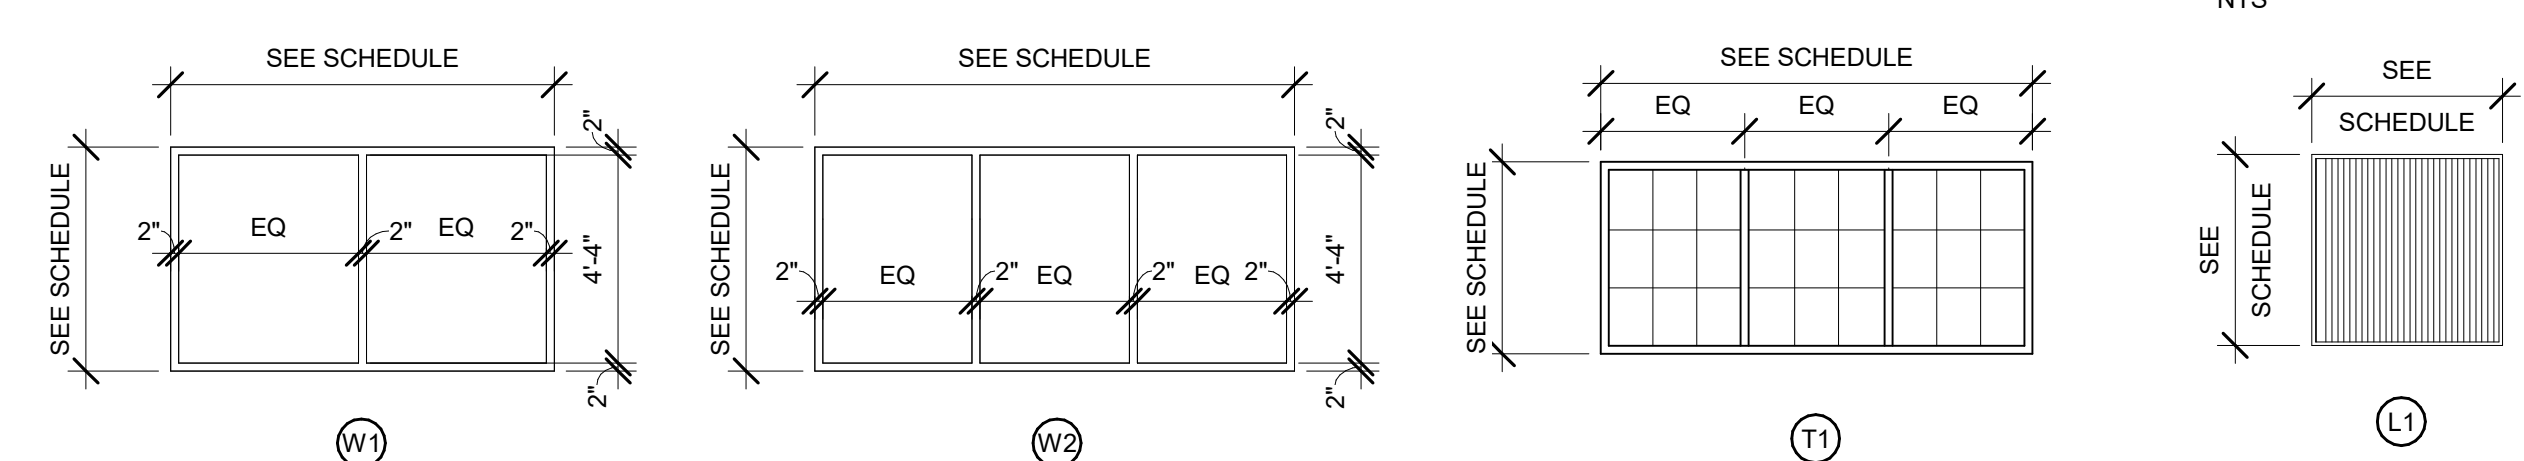 NTS
SEE SCHEDULE
2"
SEE SCHEDULE
2"
EQ
2"
EQ
2"
4'-4"
2"
W1
SEE SCHEDULE
2"
SEE SCHEDULE
2"
EQ
2"
EQ
2"
EQ
2"
4'-4"
2"
W2
SEE SCHEDULE
EQ
EQ
EQ
SEE SCHEDULE
T1
SEE
SCHEDULE
SEE
SCHEDULE
L1